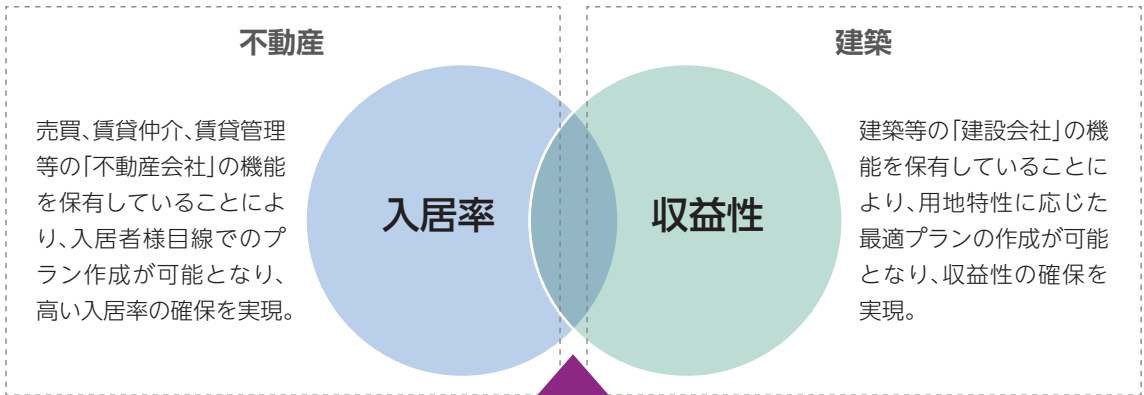 不動産
売買、賃貸仲介、賃貸管理
等の「不動産会社」の機能
を保有していることによ
り、入居者様目線でのプ
ラン作成が可能となり、
高い入居率の確保を実現。
入居率
建築
収益性
建築等の「建設会社」の機
能を保有していることに
より、用地特性に応じた
最適プランの作成が可能
となり、収益性の確保を
実現。